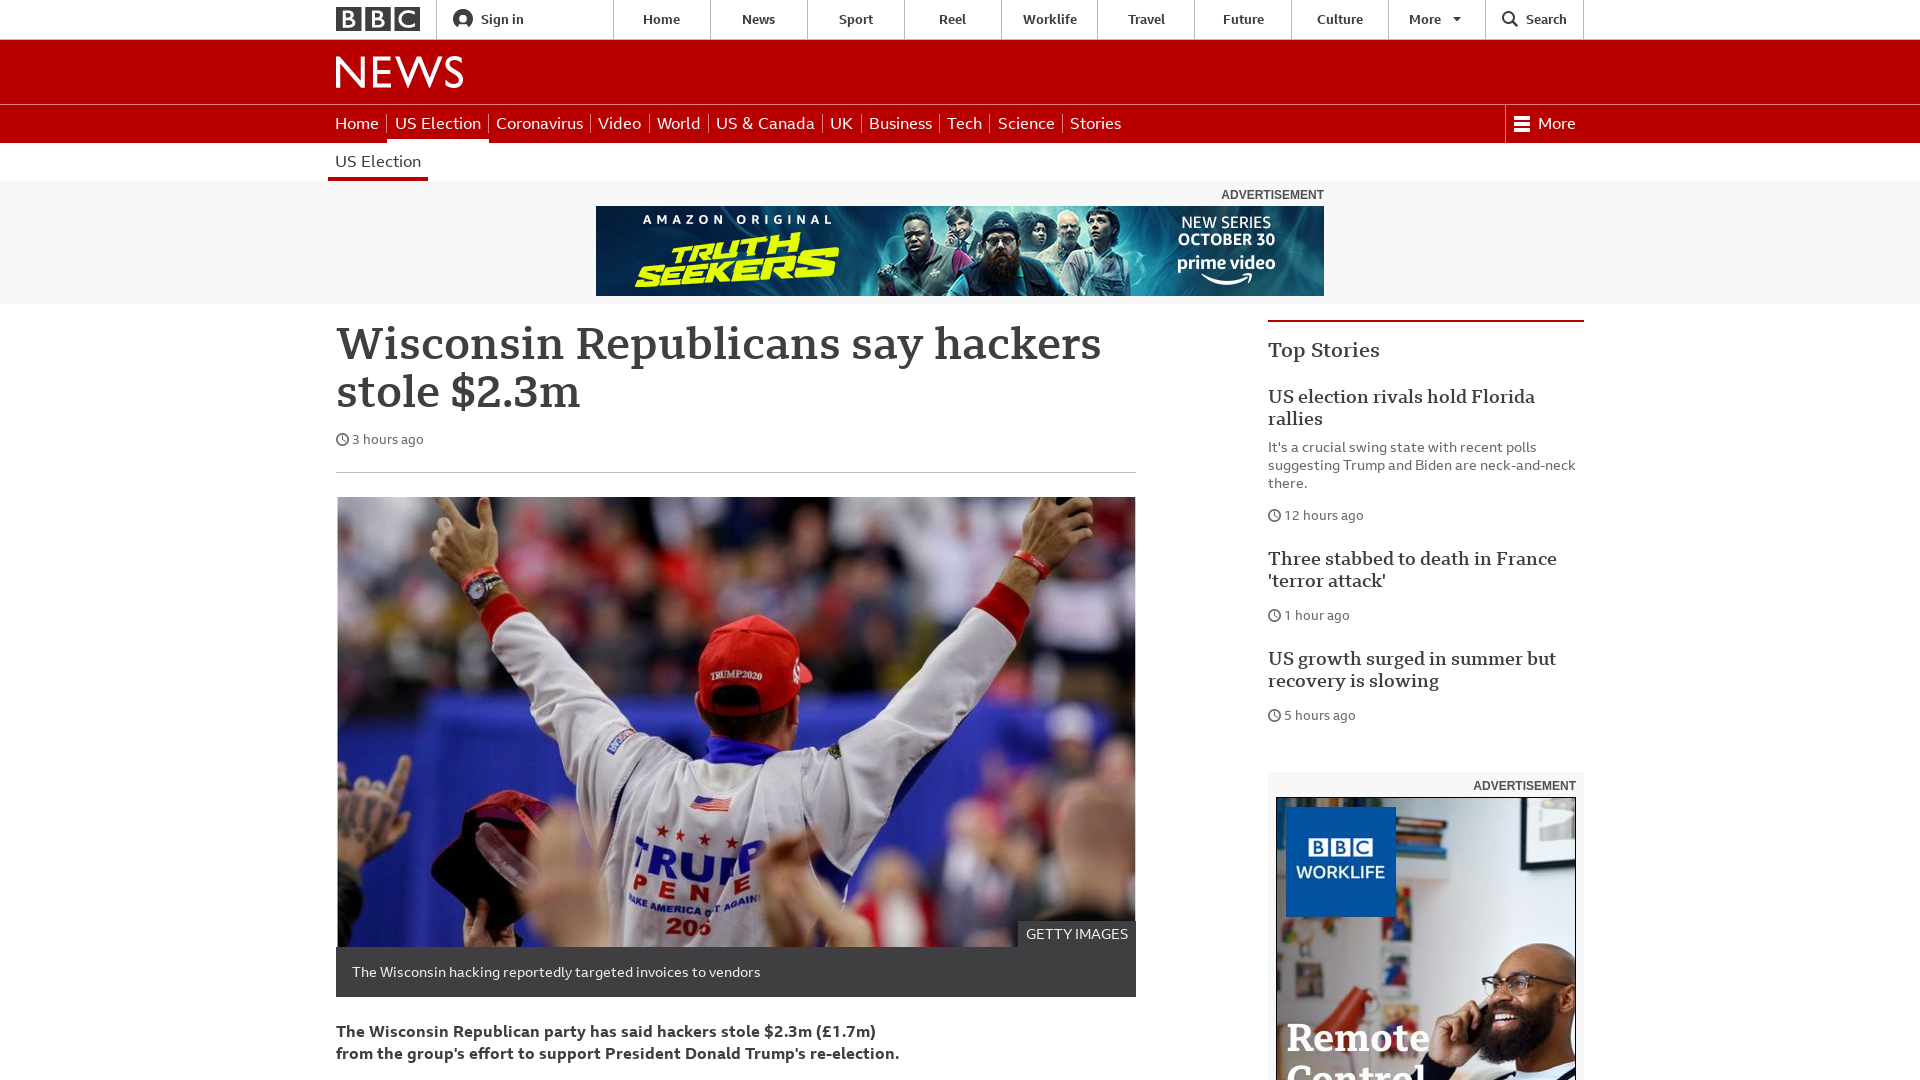 BBC
Sign in
Home
News
Sport
Reel
Worklife
Travel
Future
Culture
More
Search
NEWS
Home
US Election
Coronavirus
Video
World
US & Canada
UK
Business
Tech
Science
Stories
More
US Election
ADVERTISEMENT
AMAZON ORIGINAL
TRUTH
SEEKERS
NEW SERIES
OCTOBER 30
prime video
Wisconsin Republicans say hackers
stole $2.3m
3 hours ago
TRUMP2020
TRUMP
PENE
MAKE AMERICA
AGAIN
GETTY IMAGES
The Wisconsin hacking reportedly targeted invoices to vendors
The Wisconsin Republican party has said hackers stole $2.3m (£1.7m)
from the group's effort to support President Donald Trump's re-election.
Top Stories
US election rivals hold Florida
rallies
It's a crucial swing state with recent polls
suggesting Trump and Biden are neck-and-neck
there.
12 hours ago
Three stabbed to death in France
'terror attack'
1 hour ago
US growth surged in summer but
recovery is slowing
5 hours ago
ADVERTISEMENT
BBC
WORKLIFE
Remote
Control